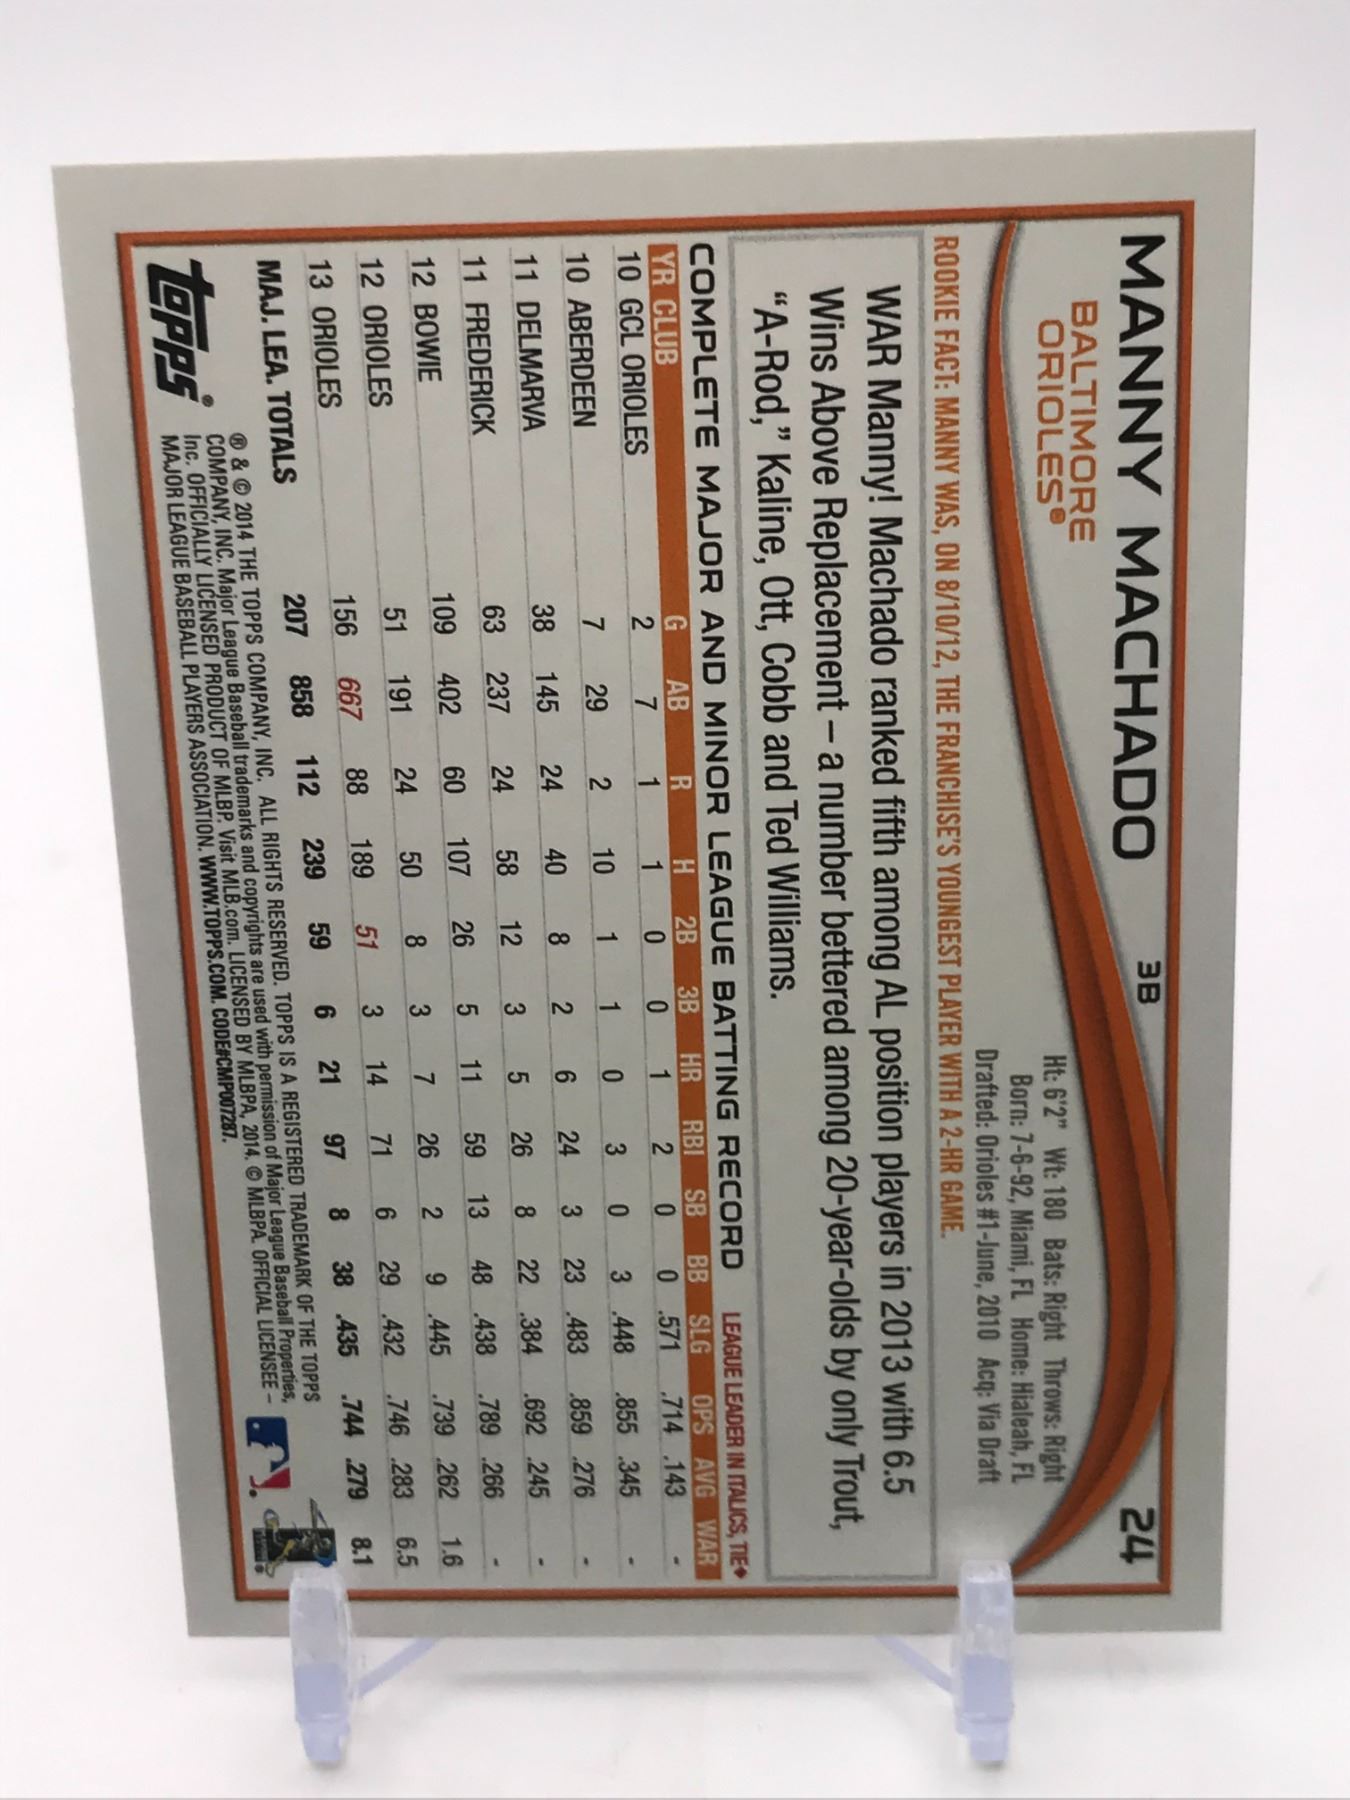 MANNY MACHADO 3B 24
BALTIMORE
ORIOLES®
Ht: 6'2" Wt: 180 Bats: Right Throws: Right
Born: 7-6-92, Miami, FL Home: Hialeah, FL
Drafted: Orioles #1-June, 2010 Acq: Via Draft
ROOKIE FACT: MANNY WAS, ON 8/10/12, THE FRANCHISE'S YOUNGEST PLAYER WITH A 2-HR GAME.
WAR Manny! Machado ranked fifth among AL position players in 2013 with 6.5
Wins Above Replacement – a number bettered among 20-year-olds by only Trout,
"A-Rod," Kaline, Ott, Cobb and Ted Williams.
COMPLETE MAJOR AND MINOR LEAGUE BATTING RECORD LEAGUE LEADER IN ITALICS, TIE♦
YR CLUB G AB R H 2B 3B HR RBI SB BB SLG OPS AVG WAR
10 GCL ORIOLES 2 7 1 1 0 0 1 2 0 0 .571 .714 .143 -
10 ABERDEEN 7 29 2 10 1 1 0 3 0 3 .448 .855 .345 -
11 DELMARVA 38 145 24 40 8 2 6 24 3 23 .483 .859 .276 -
11 FREDERICK 63 237 24 58 12 3 5 26 8 22 .384 .692 .245 -
12 BOWIE 109 402 60 107 26 5 11 59 13 48 .438 .789 .266 -
12 ORIOLES 51 191 24 50 8 3 7 26 2 9 .445 .739 .262 1.6
13 ORIOLES 156 667 88 189 51 3 14 71 6 29 .432 .746 .283 6.5
MAJ. LEA. TOTALS 207 858 112 239 59 6 21 97 8 38 .435 .744 .279 8.1
topps®
® & © 2014 THE TOPPS COMPANY, INC. ALL RIGHTS RESERVED. TOPPS IS A REGISTERED TRADEMARK OF THE TOPPS
COMPANY, INC. Major League Baseball trademarks and copyrights are used with permission of Major League Baseball Properties,
Inc. OFFICIALLY LICENSED PRODUCT OF MLBP. Visit MLB.com. LICENSED BY MLBPA, 2014. © MLBPA. OFFICIAL LICENSEE –
MAJOR LEAGUE BASEBALL PLAYERS ASSOCIATION. WWW.TOPPS.COM. CODE#CMP007287.